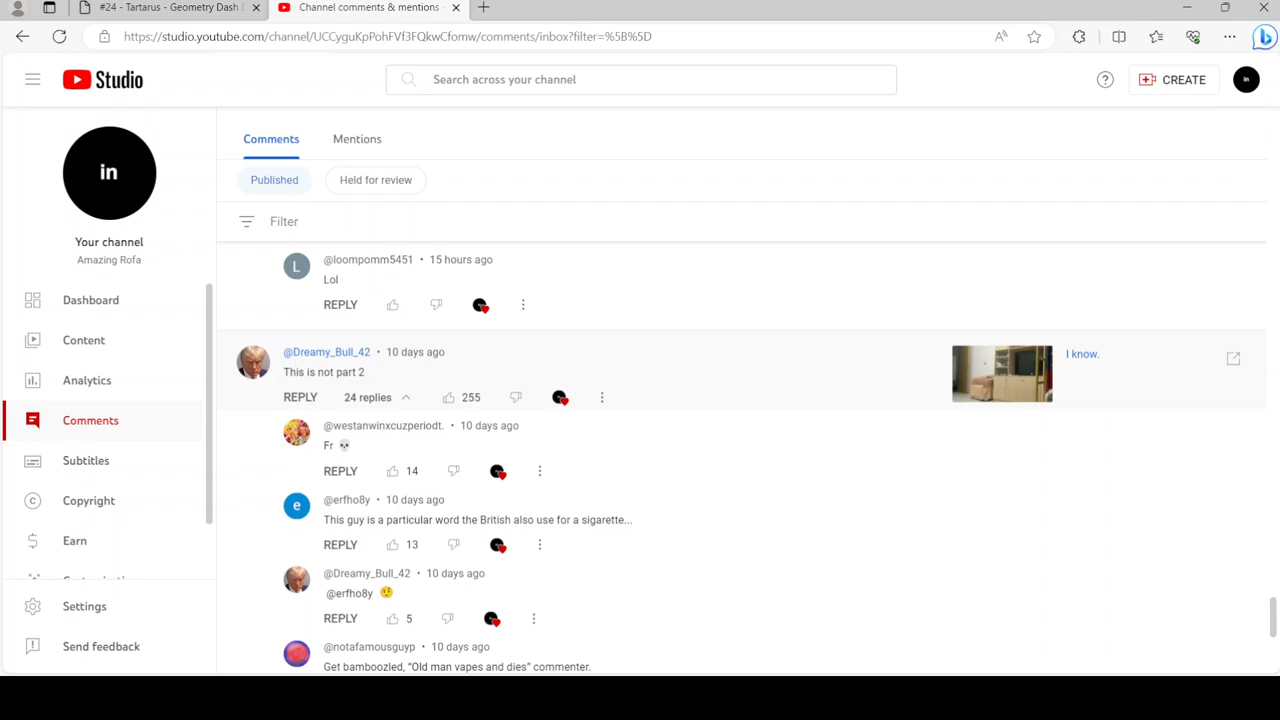 #24 - Tartarus - Geometry Dash (
Channel comments & mentions -
https://studio.youtube.com/channel/UCCyguKpPohFVf3FQkwCfomw/comments/inbox?filter=%5B%5D
Studio
Search across your channel
CREATE
in
in
Your channel
Amazing Rofa
Dashboard
Content
Analytics
Comments
Subtitles
Copyright
Earn
Settings
Send feedback
Comments
Mentions
Published
Held for review
Filter
L
@loompomm5451 • 15 hours ago
Lol
REPLY
@Dreamy_Bull_42 • 10 days ago
This is not part 2
REPLY 24 replies 255
I know.
@westanwinxcuzperiodt. • 10 days ago
Fr 💀
REPLY 14
e
@erfho8y • 10 days ago
This guy is a particular word the British also use for a sigarette...
REPLY 13
@Dreamy_Bull_42 • 10 days ago
@erfho8y 🤨
REPLY 5
@notafamousguyp • 10 days ago
Get bamboozled, “Old man vapes and dies” commenter.